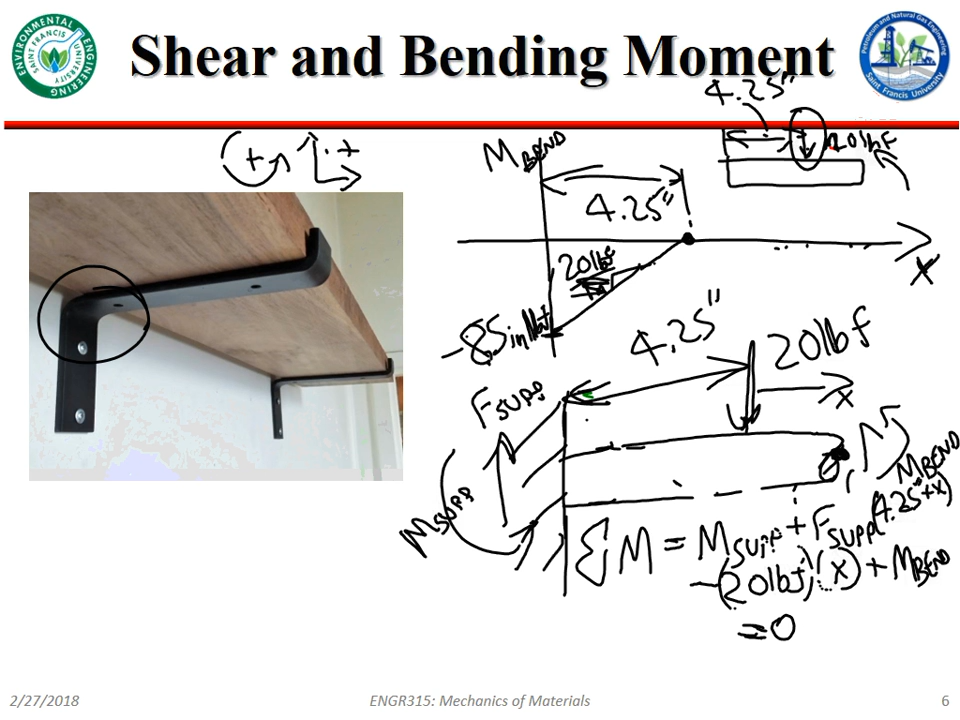 Shear and Bending Moment
ENVIRONMENTAL ENGINEERING
SAINT FRANCIS UNIVERSITY
Petroleum and Natural Gas Engineering
Saint Francis University
4.25"
20lbf
+
+
M_BEND
4.25"
x
20lbf
-85 in lbf
4.25"
20lbf
x
F_SUPP
M_SUPP
M_BEND
ΣM = M_SUPP + F_SUPP(4.25"+x)
-(20lbf)(x) + M_BEND
=0
2/27/2018
ENGR315: Mechanics of Materials
6